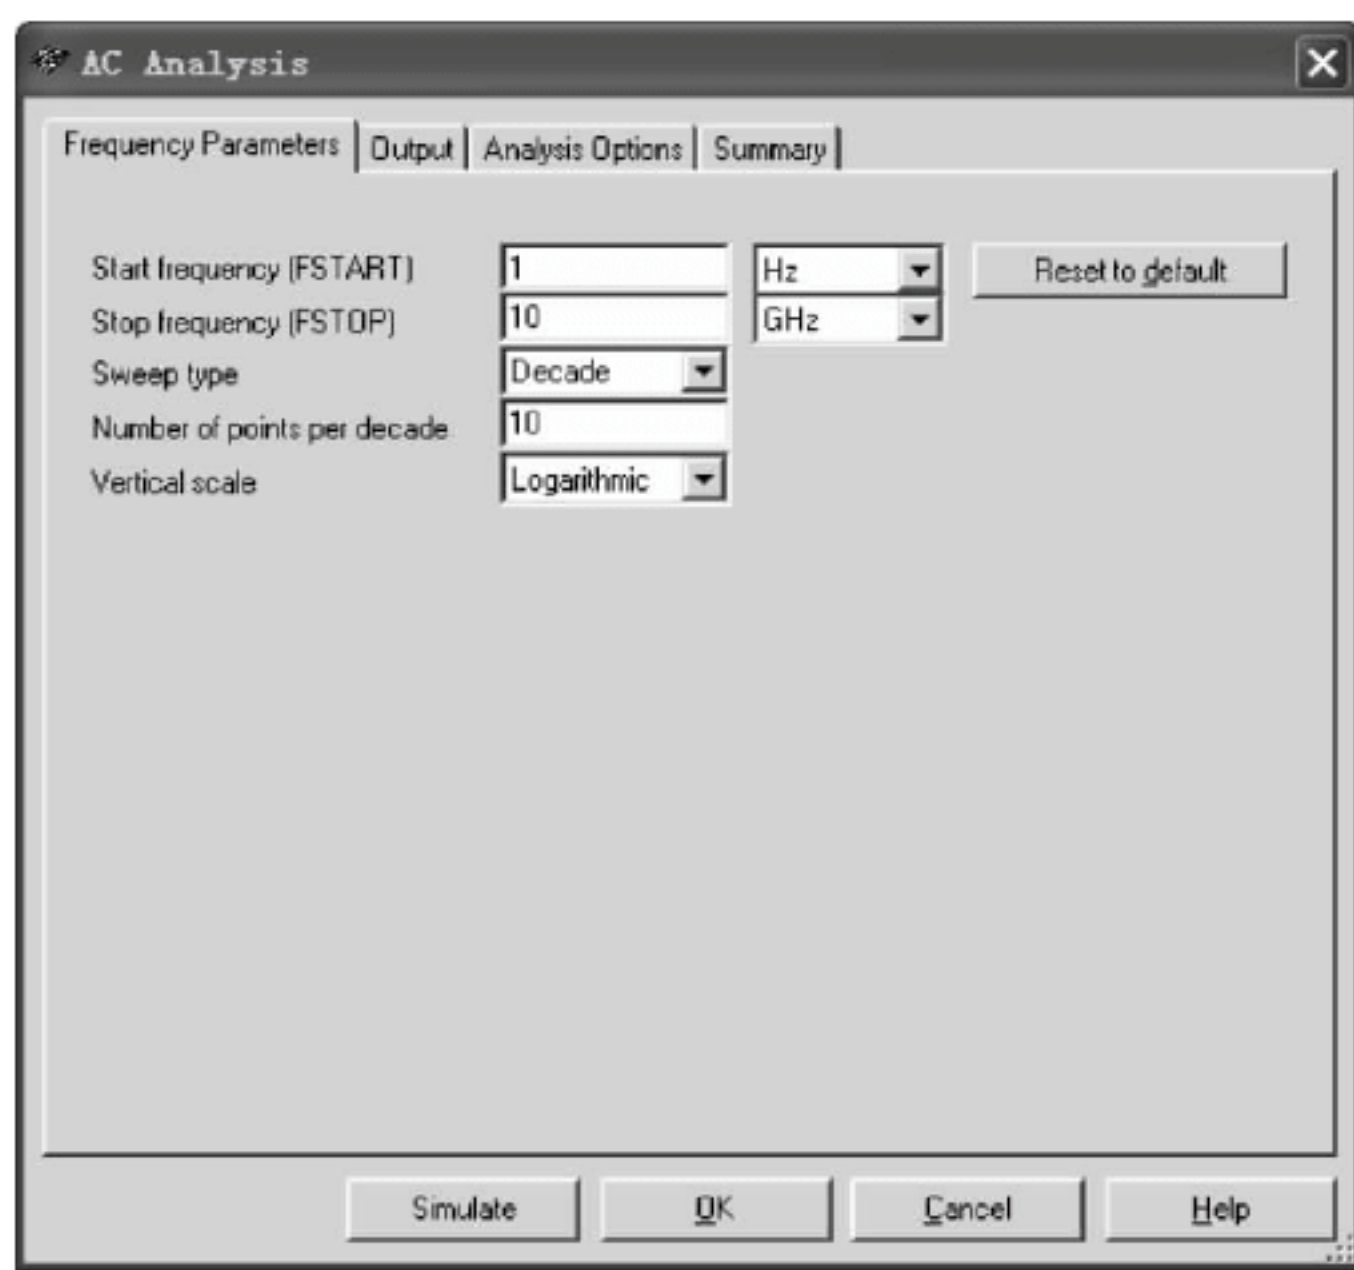 AC Analysis
Frequency Parameters Output Analysis Options Summary
Start frequency (FSTART) 1 Hz Reset to default
Stop frequency (FSTOP) 10 GHz
Sweep type Decade
Number of points per decade 10
Vertical scale Logarithmic
Simulate OK Cancel Help